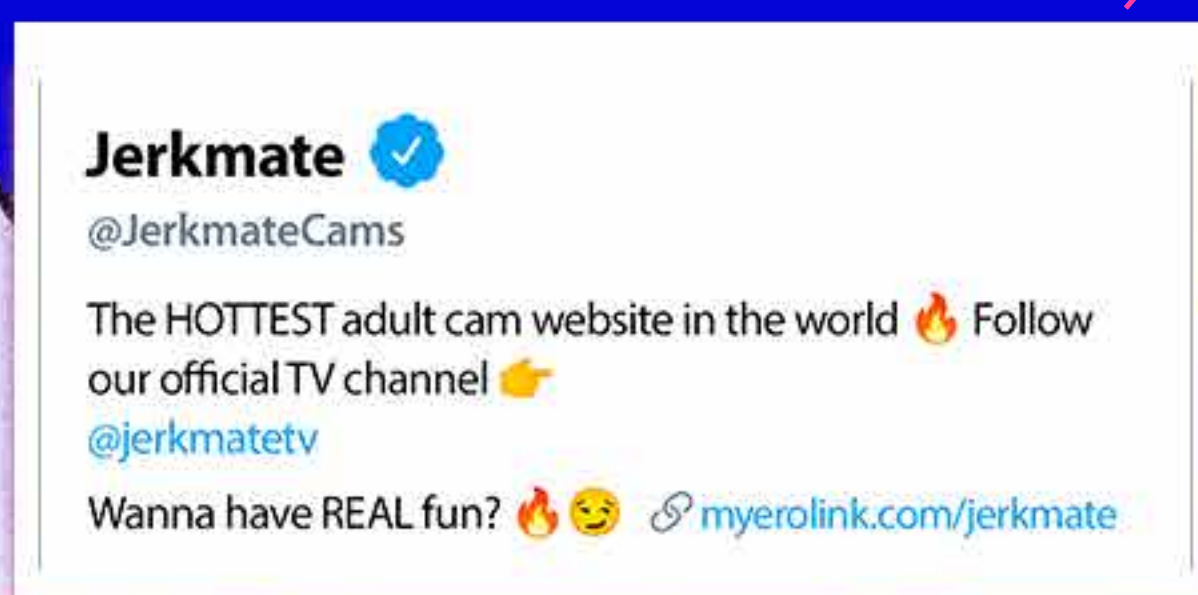 Jerkmate
@JerkmateCams
The HOTTEST adult cam website in the world 🔥 Follow
our official TV channel 👉
@jerkmatetv
Wanna have REAL fun? 🔥😏 🔗 myerolink.com/jerkmate